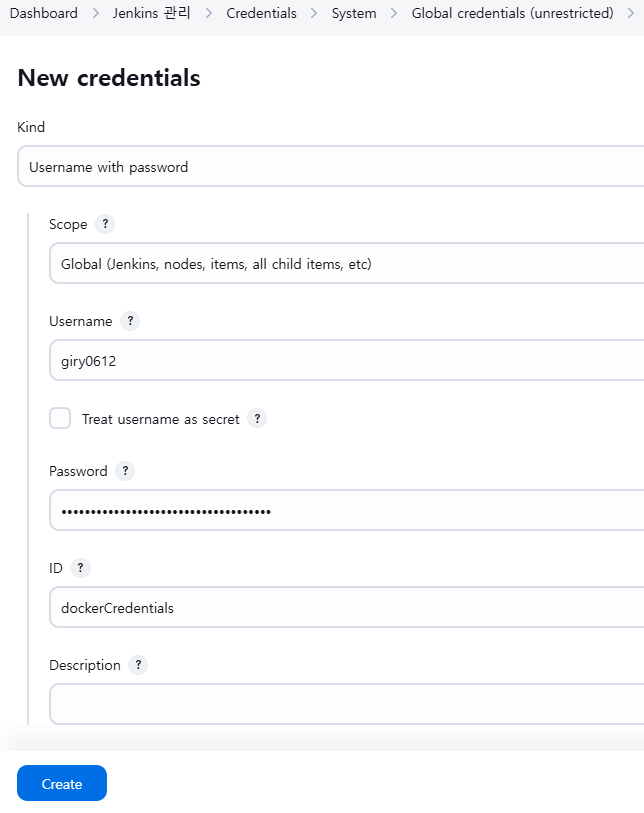 Dashboard > Jenkins 관리 > Credentials > System > Global credentials (unrestricted) >
New credentials
Kind
Username with password
Scope ?
Global (Jenkins, nodes, items, all child items, etc)
Username ?
giry0612
Treat username as secret ?
Password ?
••••••••••••••••••••••••••••••••••••
ID ?
dockerCredentials
Description ?
Create